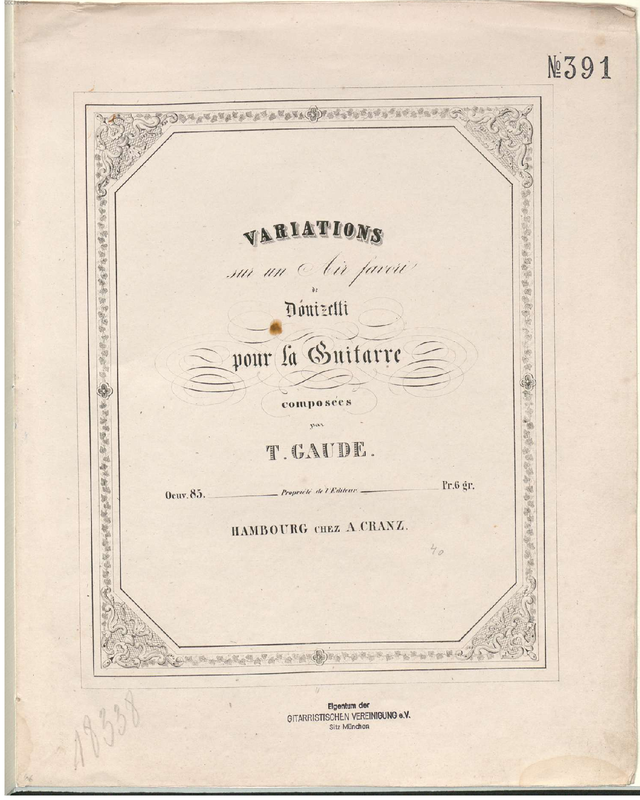 №391
VARIATIONS
sur un Air favori
de
Dónizetti
pour la Guitarre
composées
par
T. GAUDE.
Oeuv. 85. Propriété de l'Editeur. Pr. 6 gr.
HAMBOURG CHEZ A. CRANZ.
40
18338
Eigentum der
GITARRISTISCHEN VEREINIGUNG e.V.
Sitz München